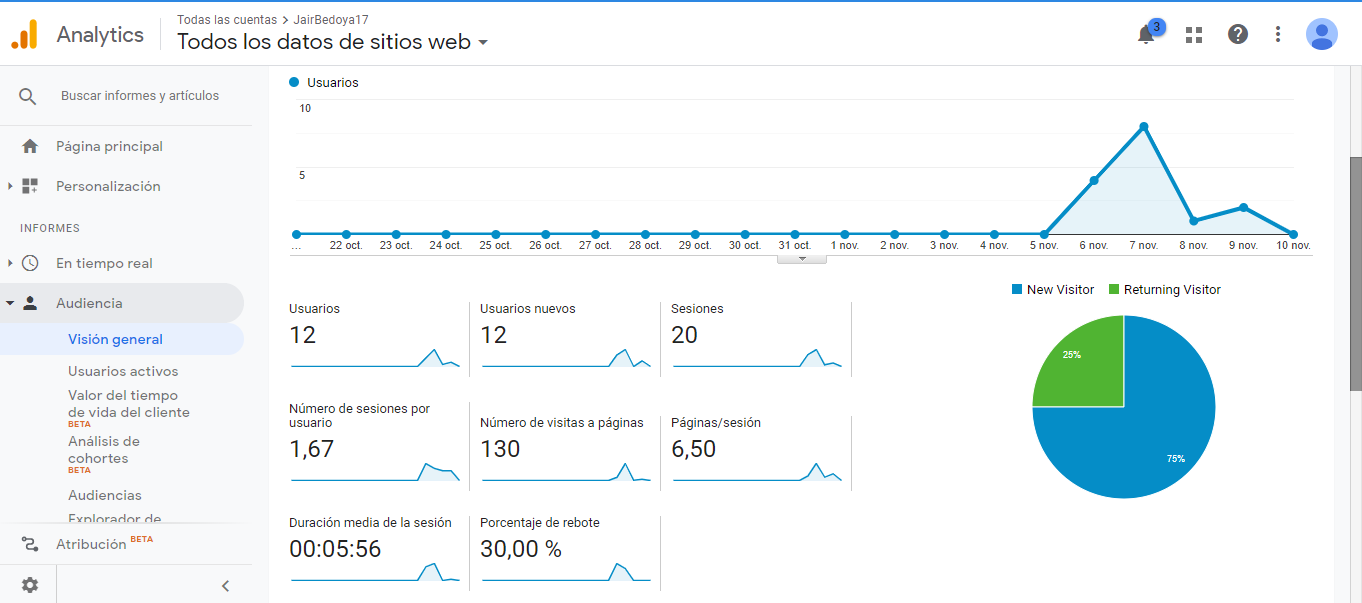 Analytics
Todas las cuentas > JairBedoya17
Todos los datos de sitios web
3
Buscar informes y artículos
Página principal
Personalización
INFORMES
En tiempo real
Audiencia
Visión general
Usuarios activos
Valor del tiempo
de vida del cliente
BETA
Análisis de
cohortes
BETA
Audiencias
Explorador de
Atribución BETA
Usuarios
10
5
... 22 oct. 23 oct. 24 oct. 25 oct. 26 oct. 27 oct. 28 oct. 29 oct. 30 oct. 31 oct. 1 nov. 2 nov. 3 nov. 4 nov. 5 nov. 6 nov. 7 nov. 8 nov. 9 nov. 10 nov.
Usuarios
12
Usuarios nuevos
12
Sesiones
20
Número de sesiones por
usuario
1,67
Número de visitas a páginas
130
Páginas/sesión
6,50
Duración media de la sesión
00:05:56
Porcentaje de rebote
30,00 %
New Visitor Returning Visitor
25%
75%